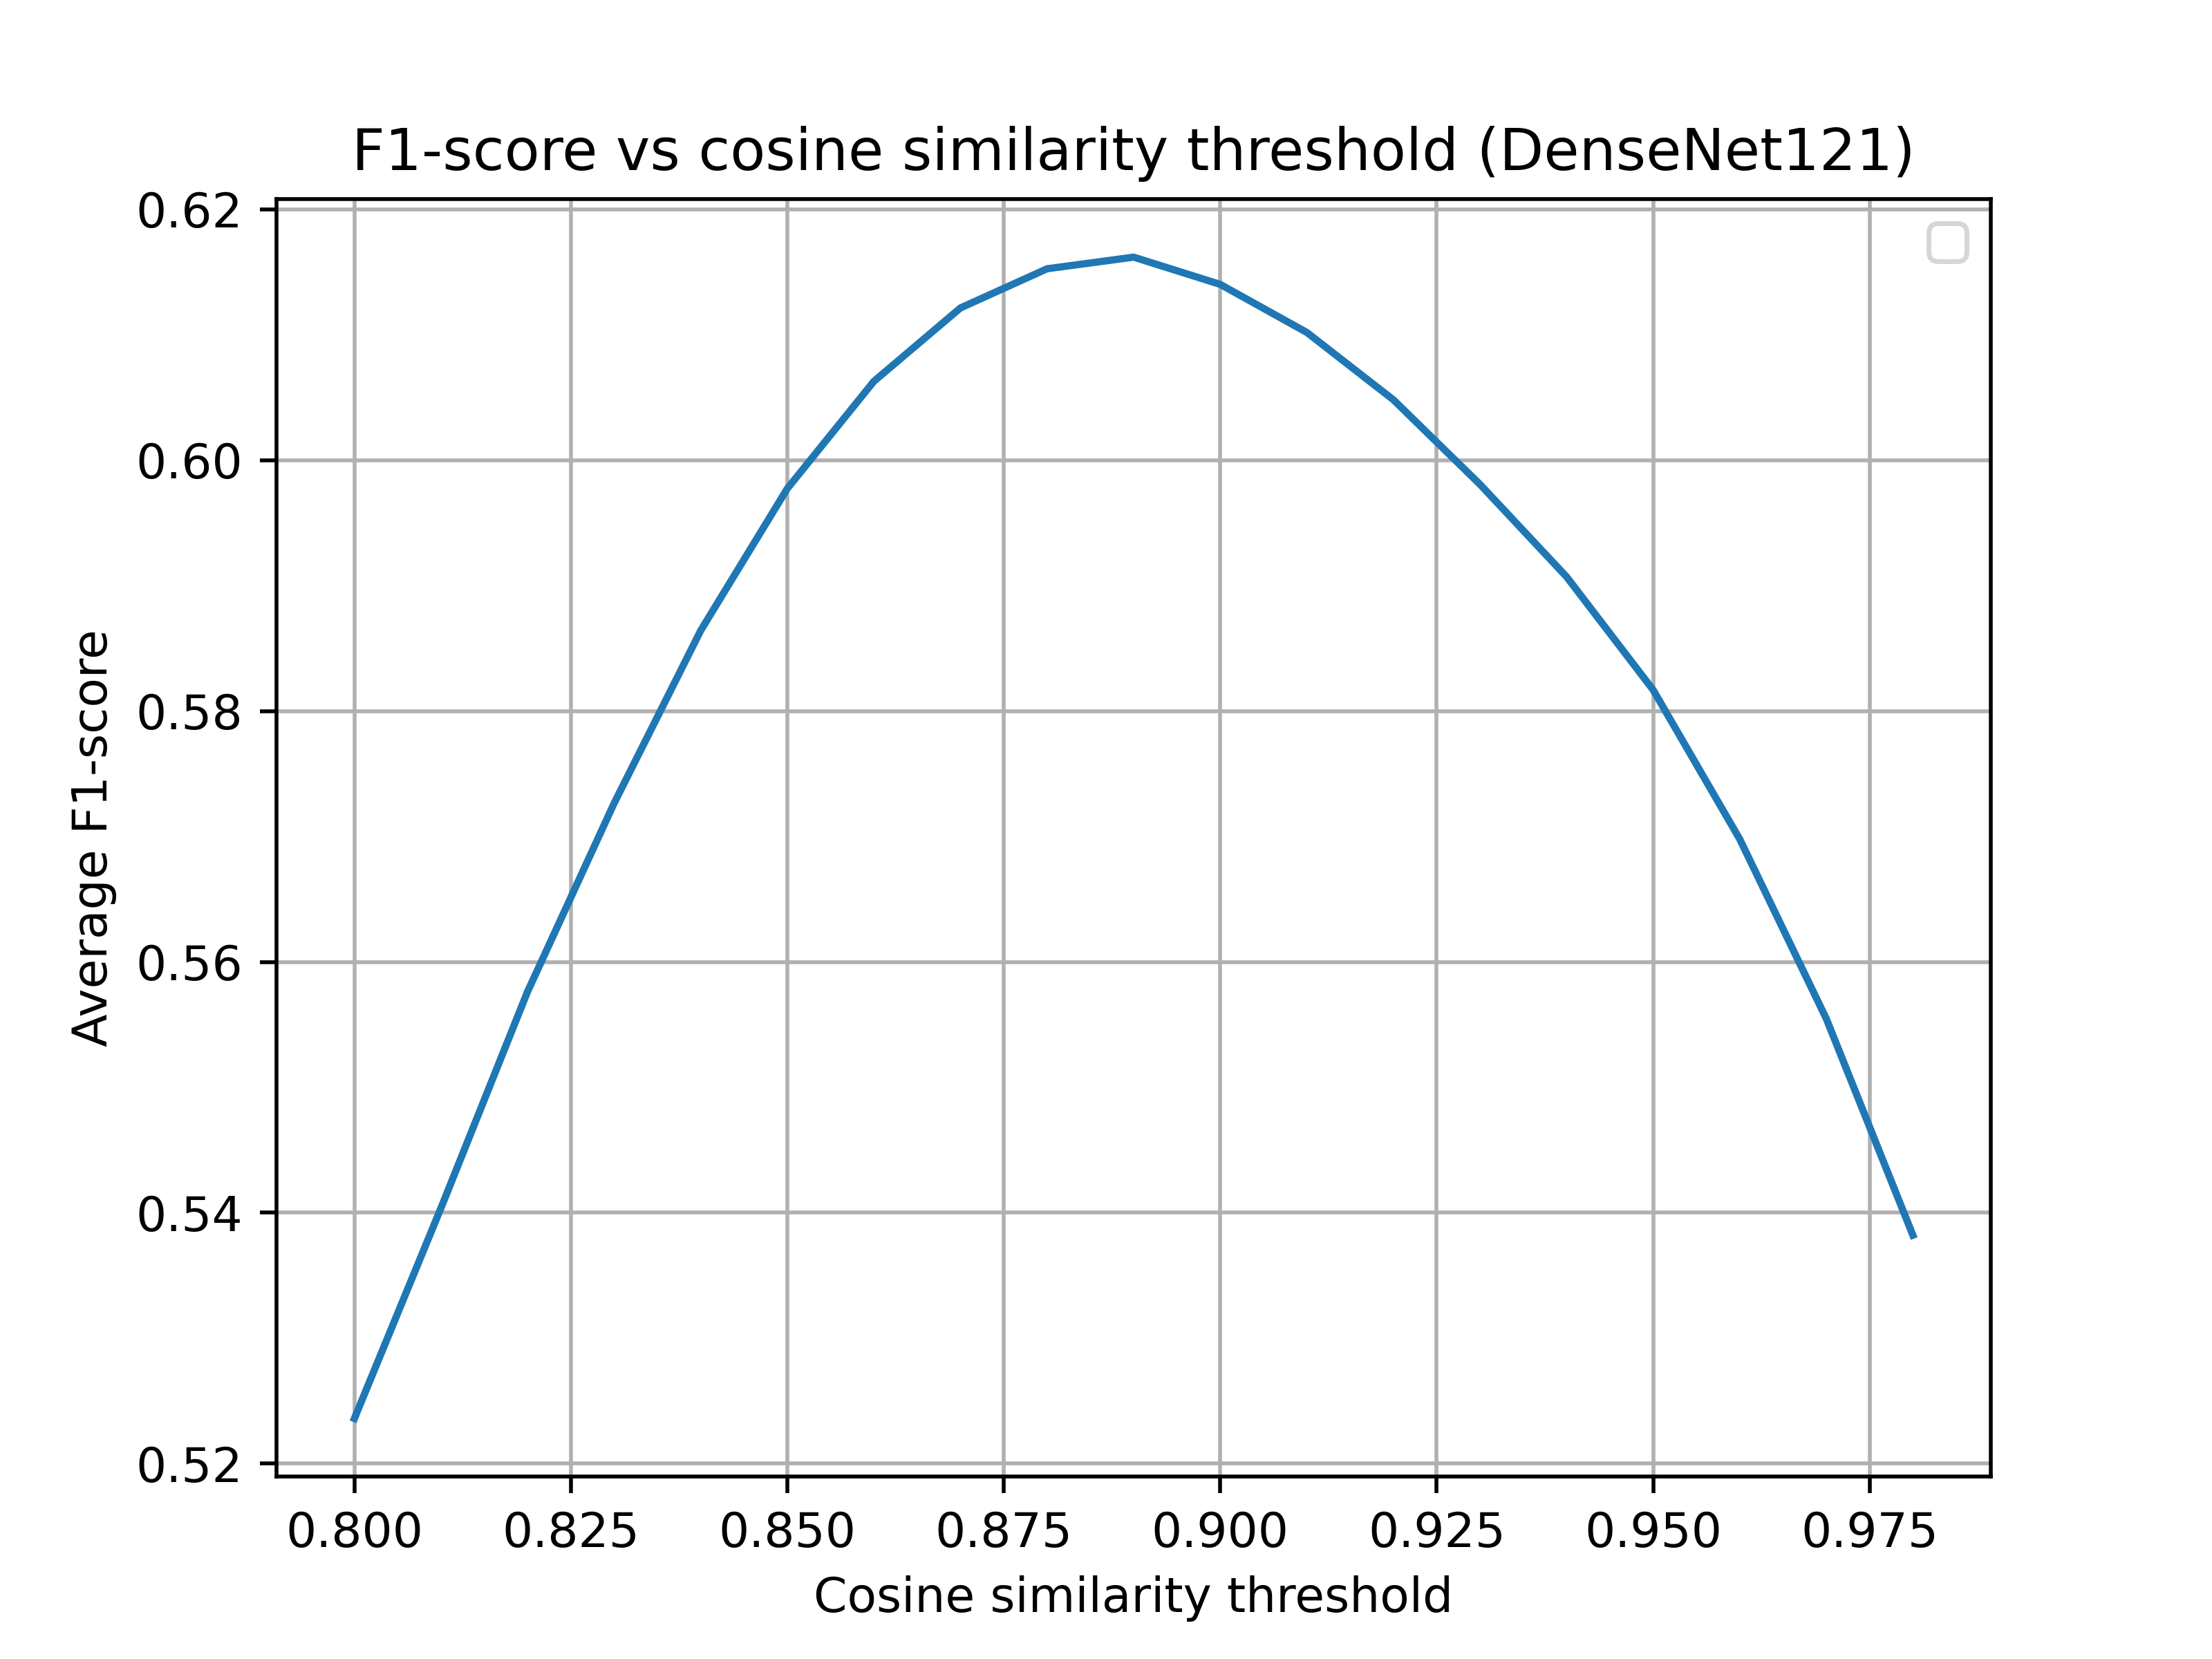 F1-score vs cosine similarity threshold (DenseNet121)
0.62
0.60
0.58
0.56
0.54
0.52
Average F1-score
0.800 0.825 0.850 0.875 0.900 0.925 0.950 0.975
Cosine similarity threshold